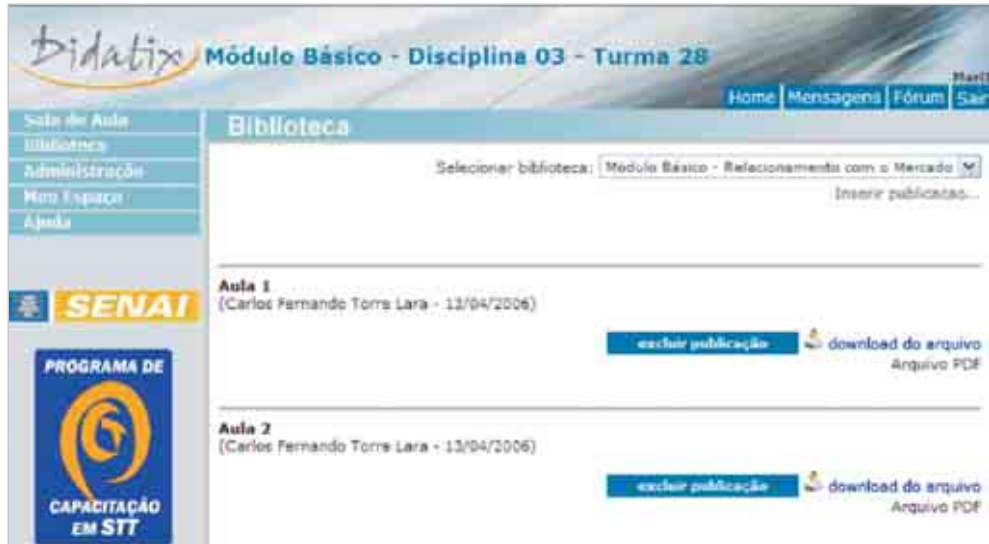 Didatix Módulo Básico - Disciplina 03 - Turma 28
Home Mensagens Fórum Sair
Sala de Aula
Biblioteca
Administração
Meu Espaço
Ajuda
Biblioteca
Selecionar biblioteca: Módulo Básico - Relacionamento com o Mercado
Inserir publicacao...
Aula 1
(Carlos Fernando Torre Lara - 13/04/2006)
excluir publicação download do arquivo
Arquivo PDF
SENAI
PROGRAMA DE
CAPACITAÇÃO
EM STT
Aula 2
(Carlos Fernando Torre Lara - 13/04/2006)
excluir publicação download do arquivo
Arquivo PDF